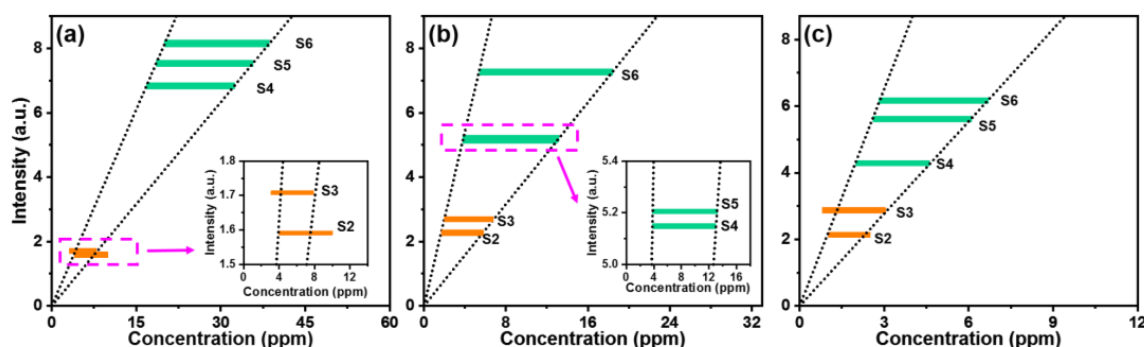 (a)
Intensity (a.u.)
8
6
4
2
0
S6
S5
S4
0 15 30 45 60
Concentration (ppm)
1.8
1.7
1.6
1.5
Intensity (a.u.)
S3
S2
0 4 8 12
Concentration (ppm)
(b)
8
6
4
2
0
S6
S3
S2
0 8 16 24 32
Concentration (ppm)
5.4
5.2
5.0
Intensity (a.u.)
S5
S4
0 4 8 12 16
Concentration (ppm)
(c)
8
6
4
2
0
S6
S5
S4
S3
S2
0 3 6 9 12
Concentration (ppm)